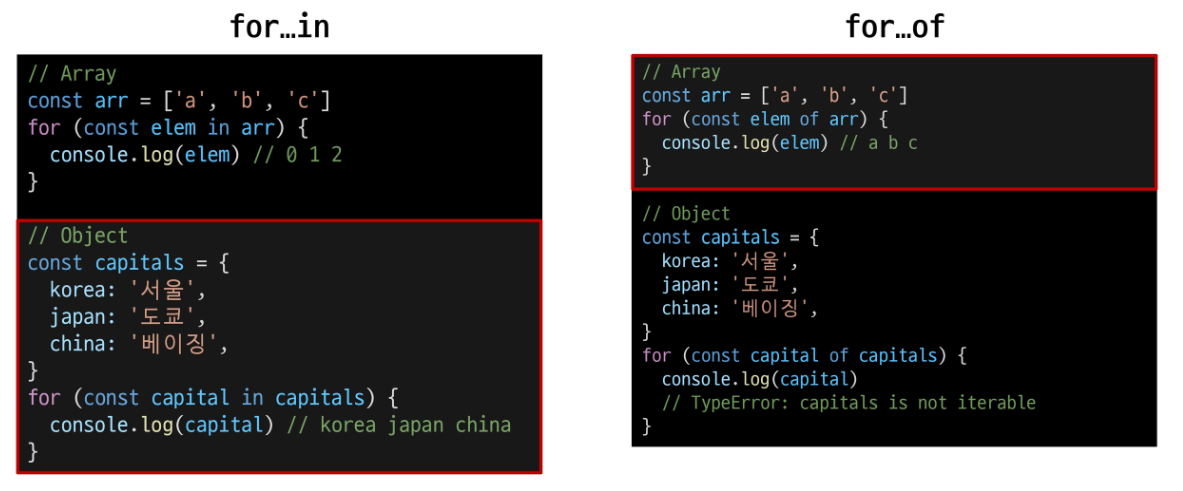 for…in
// Array
const arr = ['a', 'b', 'c']
for (const elem in arr) {
  console.log(elem) // 0 1 2
}
// Object
const capitals = {
  korea: '서울',
  japan: '도쿄',
  china: '베이징',
}
for (const capital in capitals) {
  console.log(capital) // korea japan china
}
for…of
// Array
const arr = ['a', 'b', 'c']
for (const elem of arr) {
  console.log(elem) // a b c
}
// Object
const capitals = {
  korea: '서울',
  japan: '도쿄',
  china: '베이징',
}
for (const capital of capitals) {
  console.log(capital)
  // TypeError: capitals is not iterable
}